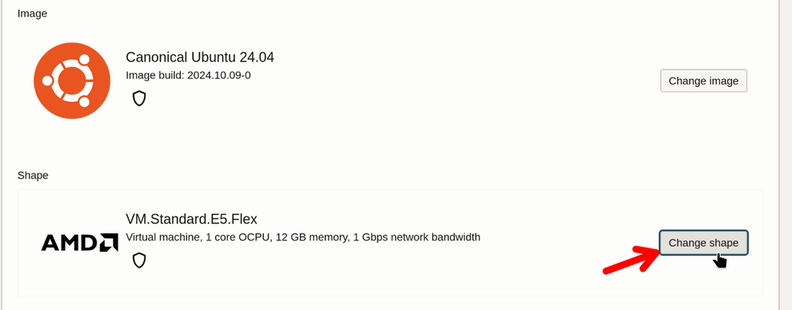 Image
Canonical Ubuntu 24.04
Image build: 2024.10.09-0
Change image
Shape
AMD
VM.Standard.E5.Flex
Virtual machine, 1 core OCPU, 12 GB memory, 1 Gbps network bandwidth
Change shape